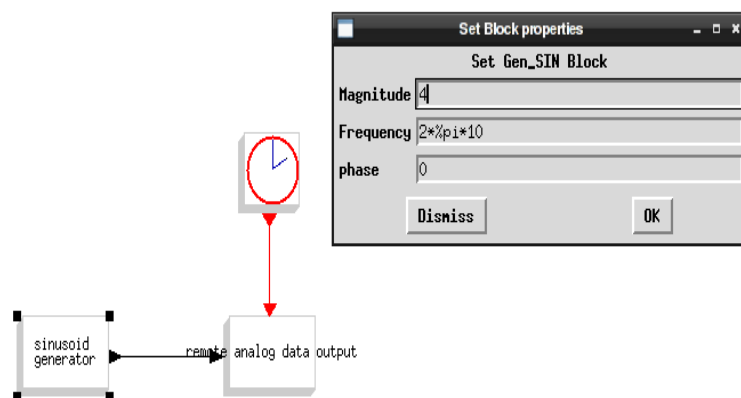 Set Block properties
Set Gen_SIN Block
Magnitude 4
Frequency 2*%pi*10
phase 0
Dismiss OK
sinusoid
generator
remote analog data output